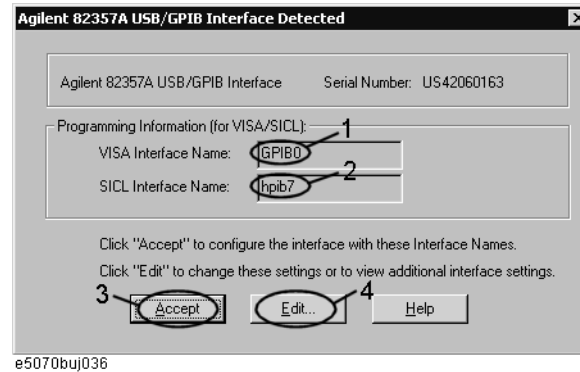 Agilent 82357A USB/GPIB Interface Detected
Agilent 82357A USB/GPIB Interface Serial Number: US42060163
Programming Information (for VISA/SICL): 1
VISA Interface Name: GPIB0
2
SICL Interface Name: hpib7
Click "Accept" to configure the interface with these Interface Names.
Click "Edit" to change these settings or to view additional interface settings.
3 Accept Edit... 4 Help
e5070buj036